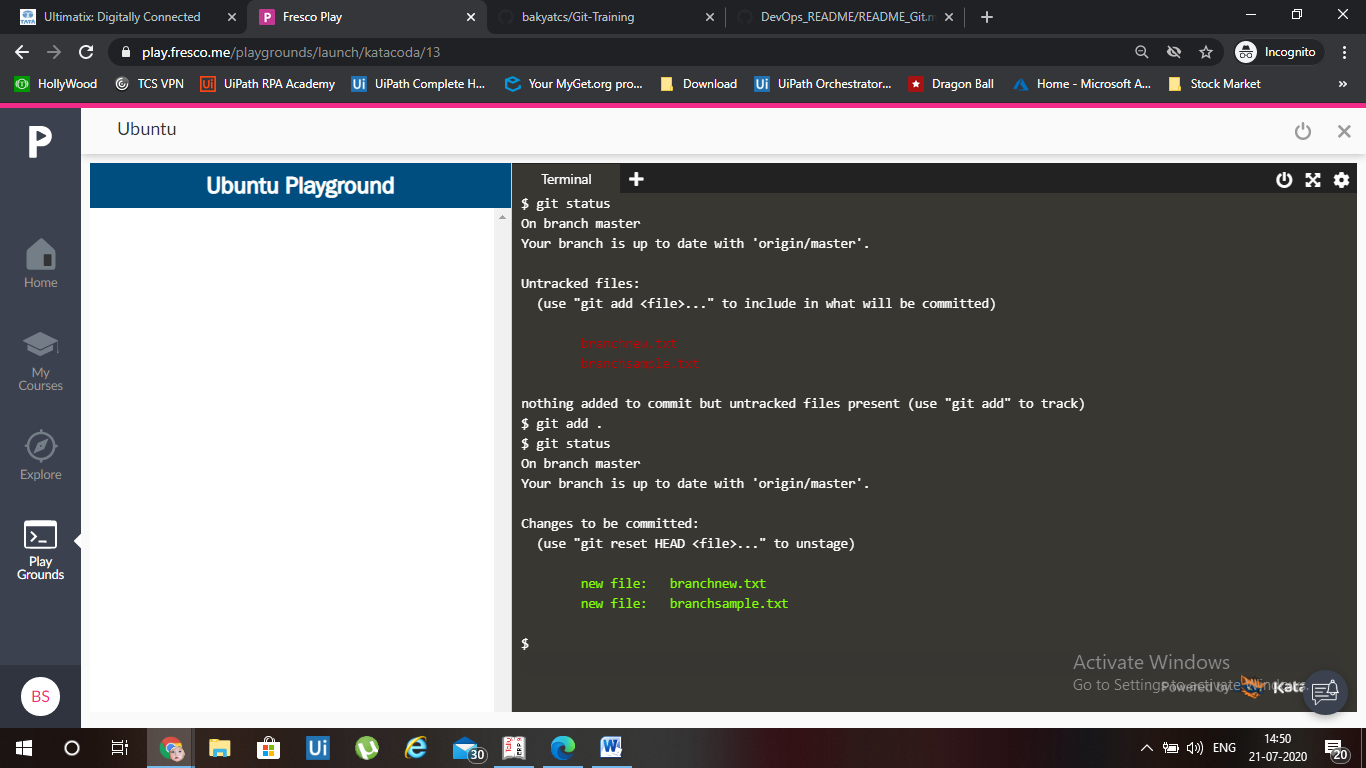 Ultimatix: Digitally Connected
Fresco Play
bakyatcs/Git-Training
DevOps_README/README_Git.m
play.fresco.me/playgrounds/launch/katacoda/13
Incognito
HollyWood
TCS VPN
UiPath RPA Academy
UiPath Complete H...
Your MyGet.org pro...
Download
UiPath Orchestrator...
Dragon Ball
Home - Microsoft A...
Stock Market
»
Ubuntu
Home
My
Courses
Explore
Play
Grounds
BS
Ubuntu Playground
Terminal
$ git status
On branch master
Your branch is up to date with 'origin/master'.
Untracked files:
(use "git add <file>..." to include in what will be committed)
branchnew.txt
branchsample.txt
nothing added to commit but untracked files present (use "git add" to track)
$ git add .
$ git status
On branch master
Your branch is up to date with 'origin/master'.
Changes to be committed:
(use "git reset HEAD <file>..." to unstage)
new file: branchnew.txt
new file: branchsample.txt
$
Activate Windows
Go to Settings to activate Windows.
Powered by
Kata
30
ENG
14:50
21-07-2020
20